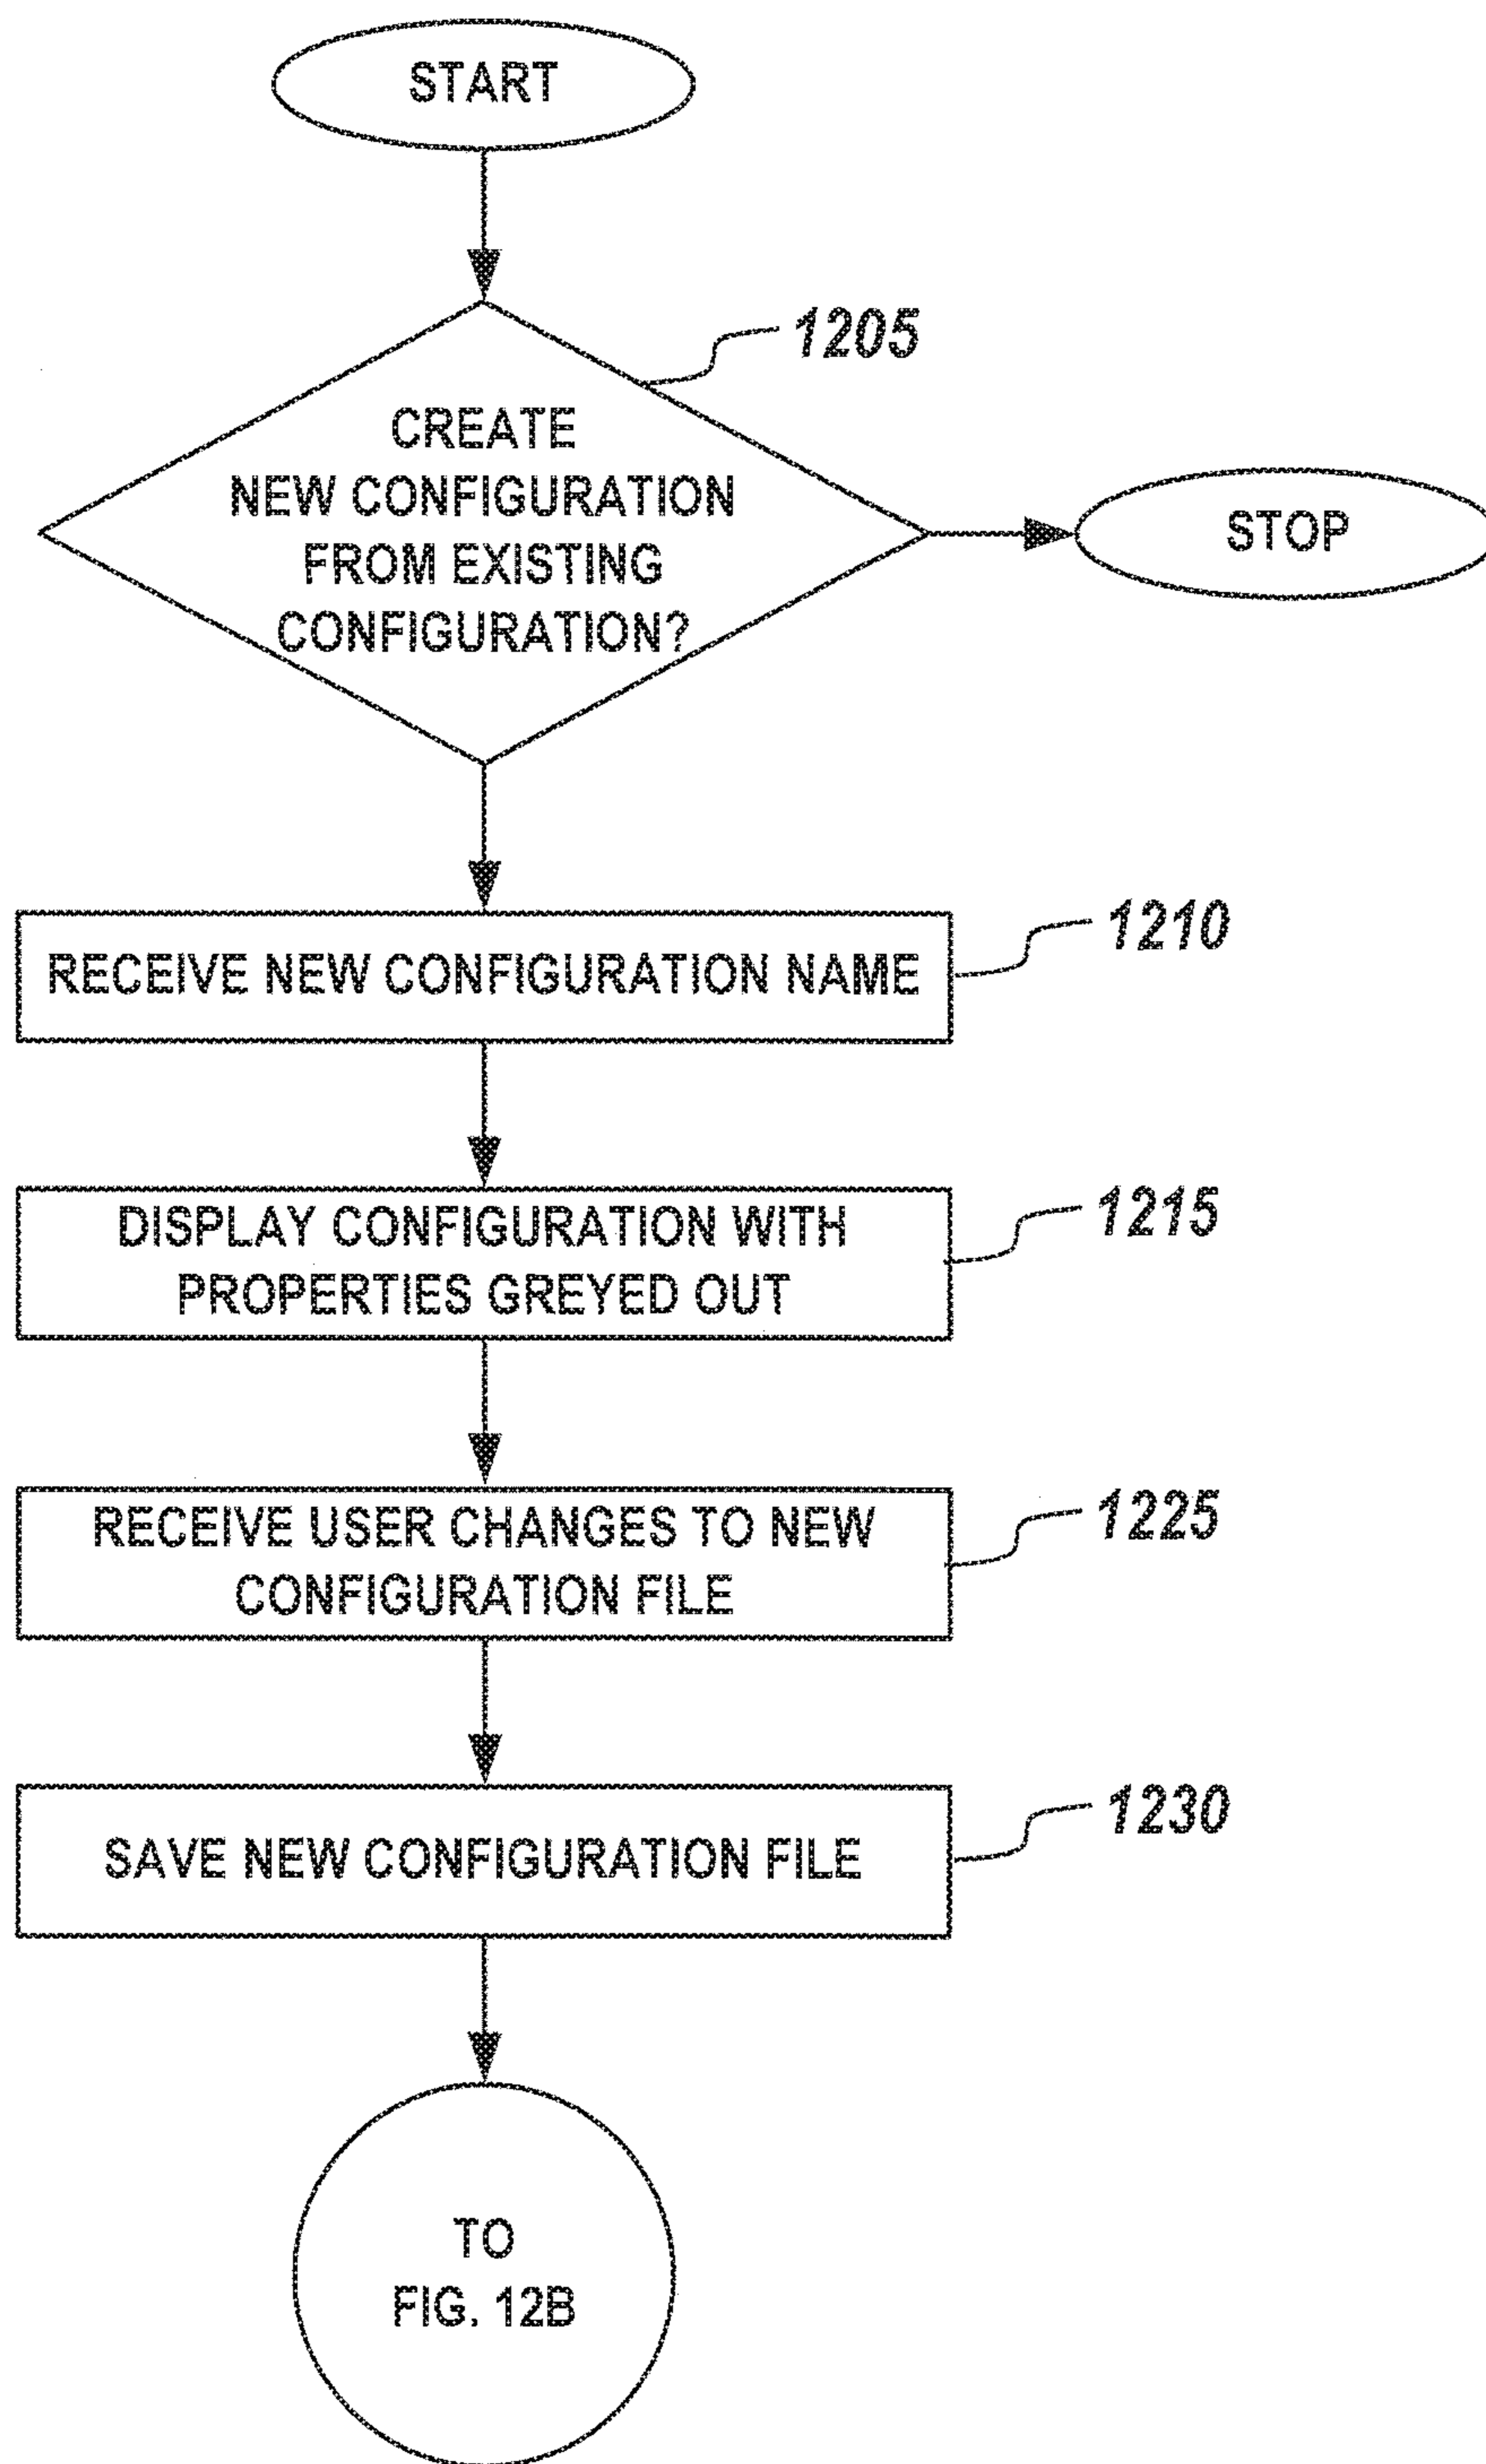 START
1205
CREATE
NEW CONFIGURATION
FROM EXISTING
CONFIGURATION?
STOP
1210
RECEIVE NEW CONFIGURATION NAME
1215
DISPLAY CONFIGURATION WITH
PROPERTIES GREYED OUT
1225
RECEIVE USER CHANGES TO NEW
CONFIGURATION FILE
1230
SAVE NEW CONFIGURATION FILE
TO
FIG. 12B